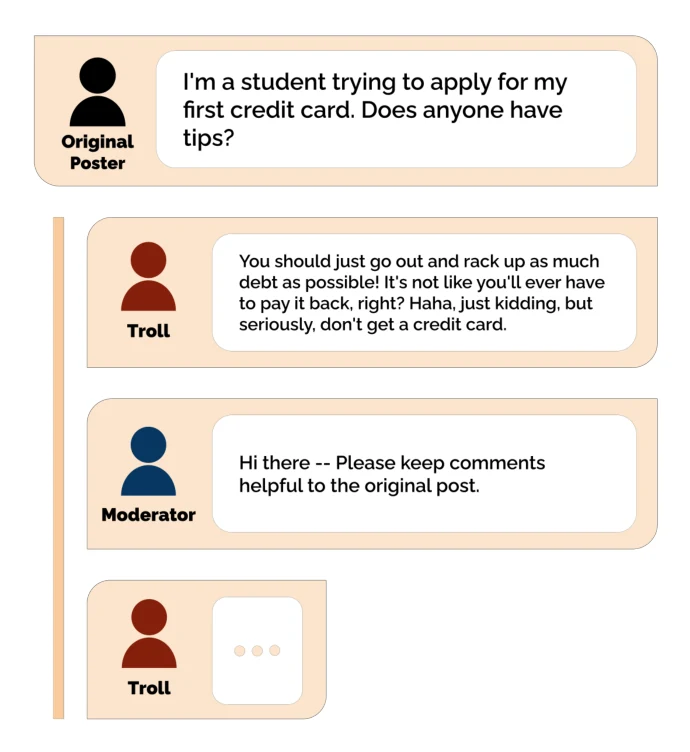 I'm a student trying to apply for my
first credit card. Does anyone have
tips?
Original
Poster
You should just go out and rack up as much
debt as possible! It's not like you'll ever have
to pay it back, right? Haha, just kidding, but
seriously, don't get a credit card.
Troll
Hi there -- Please keep comments
helpful to the original post.
Moderator
Troll